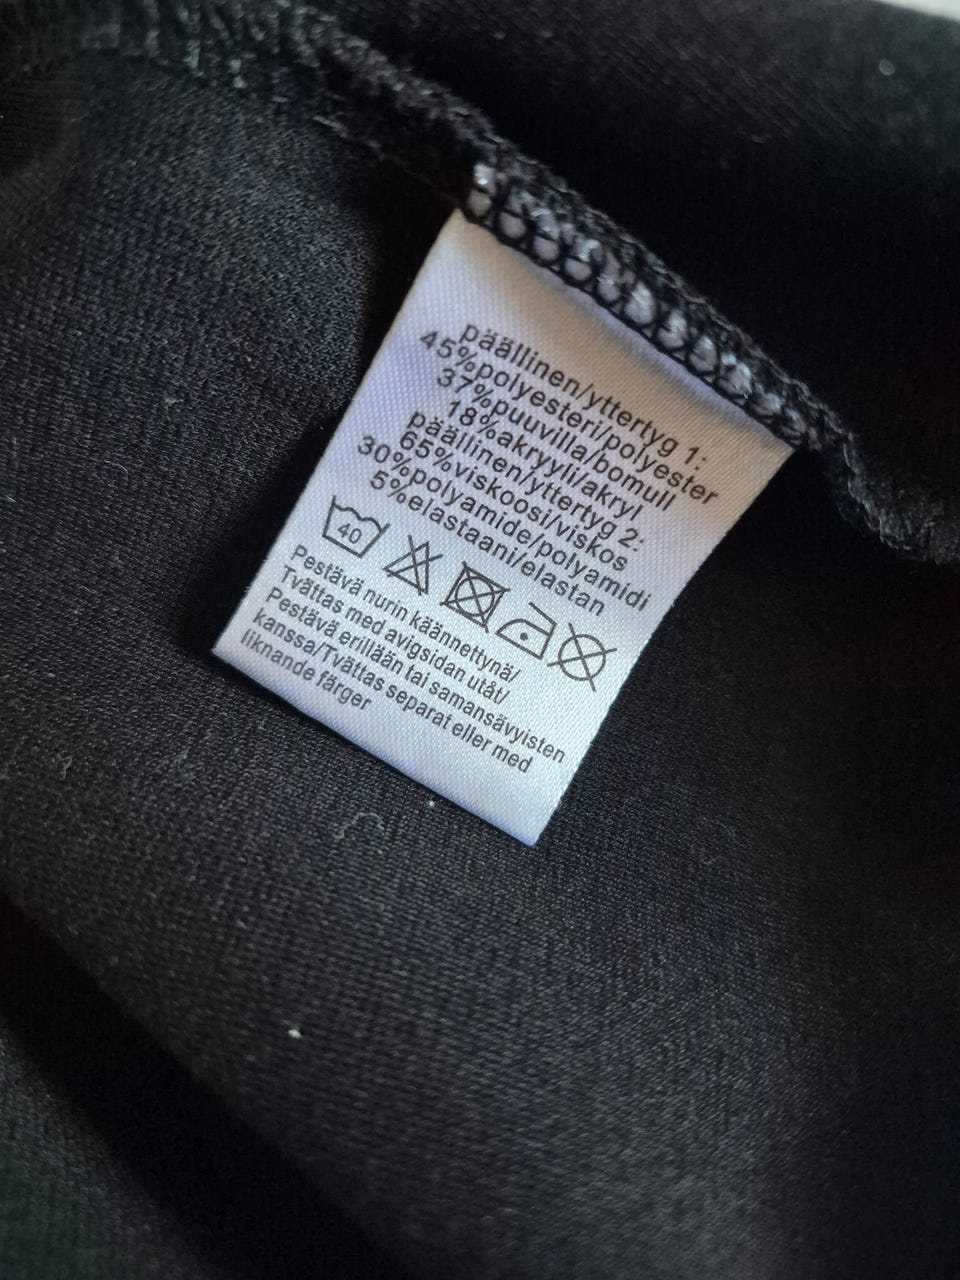 päällinen/yttertyg 1:
45%polyesteri/polyester
37%puuvilla/bomull
18%akryyli/akryl
päällinen/yttertyg 2:
65%viskoosi/viskos
30%polyamide/polyamidi
5%elastaani/elastan
40
Pestävä nurin käännettynä/
Tvättas med avigsidan utåt/
Pestävä erillään tai samansävyisten
kanssa/Tvättas separat eller med
liknande färger